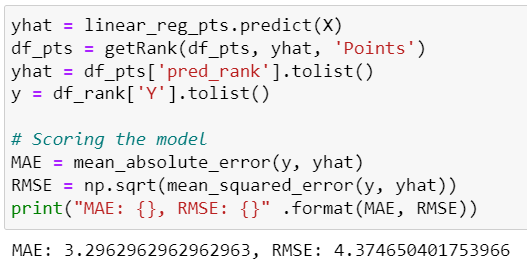 yhat = linear_reg_pts.predict(X)
df_pts = getRank(df_pts, yhat, 'Points')
yhat = df_pts['pred_rank'].tolist()
y = df_rank['Y'].tolist()
# Scoring the model
MAE = mean_absolute_error(y, yhat)
RMSE = np.sqrt(mean_squared_error(y, yhat))
print("MAE: {}, RMSE: {}" .format(MAE, RMSE))
MAE: 3.2962962962962963, RMSE: 4.374650401753966